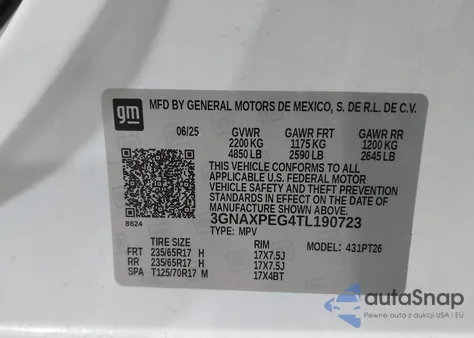 gm MFD BY GENERAL MOTORS DE MEXICO, S. DE R.L. DE C.V.
06/25 GVWR GAWR FRT GAWR RR
2200 KG 1175 KG 1200 KG
4850 LB 2590 LB 2645 LB
THIS VEHICLE CONFORMS TO ALL
APPLICABLE U.S. FEDERAL MOTOR
VEHICLE SAFETY AND THEFT PREVENTION
STANDARDS IN EFFECT ON THE DATE OF
MANUFACTURE SHOWN ABOVE.
8624 3GNAXPEG4TL190723
TYPE: MPV
TIRE SIZE RIM MODEL: 431PT26
FRT 235/65R17 H 17X7.5J
RR 235/65R17 H 17X7.5J
SPA T125/70R17 M 17X4BT
autoSnap
Pewne auta z aukcji USA i EU